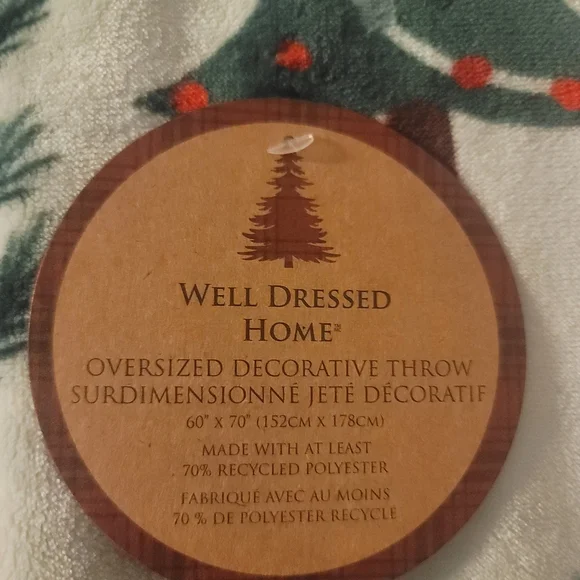 WELL DRESSED
HOME™
OVERSIZED DECORATIVE THROW
SURDIMENSIONNÉ JETÉ DÉCORATIF
60" X 70" (152CM X 178CM)
MADE WITH AT LEAST
70% RECYCLED POLYESTER
FABRIQUÉ AVEC AU MOINS
70 % DE POLYESTER RECYCLÉ